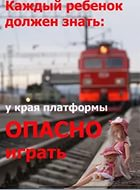 Каждый ребенок
должен знать:
у края платформы
ОПАСНО
играть